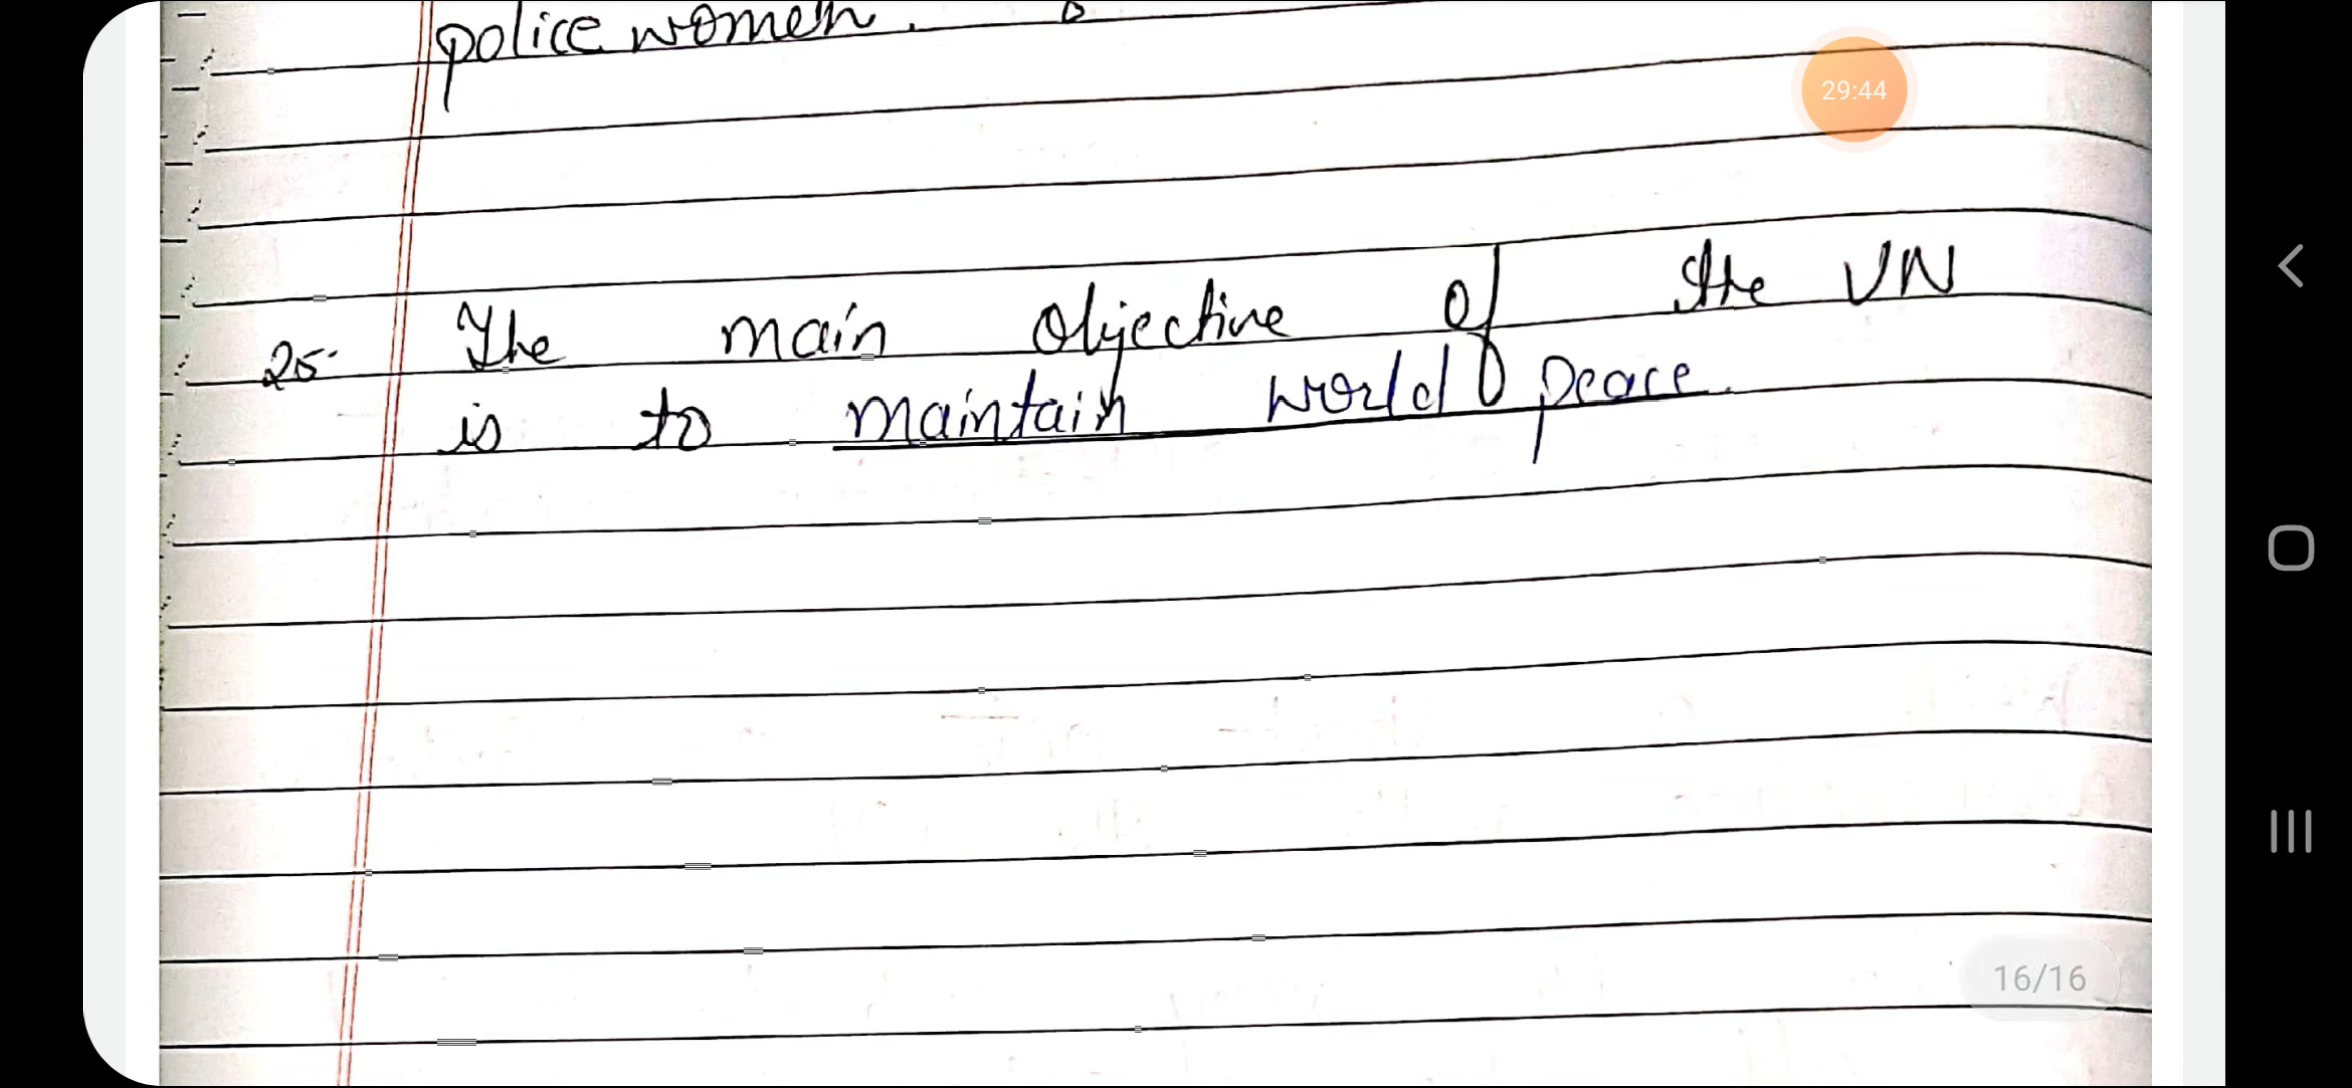 police women.
29:44
25. The main objective of the UN
is to maintain world peace.
16/16